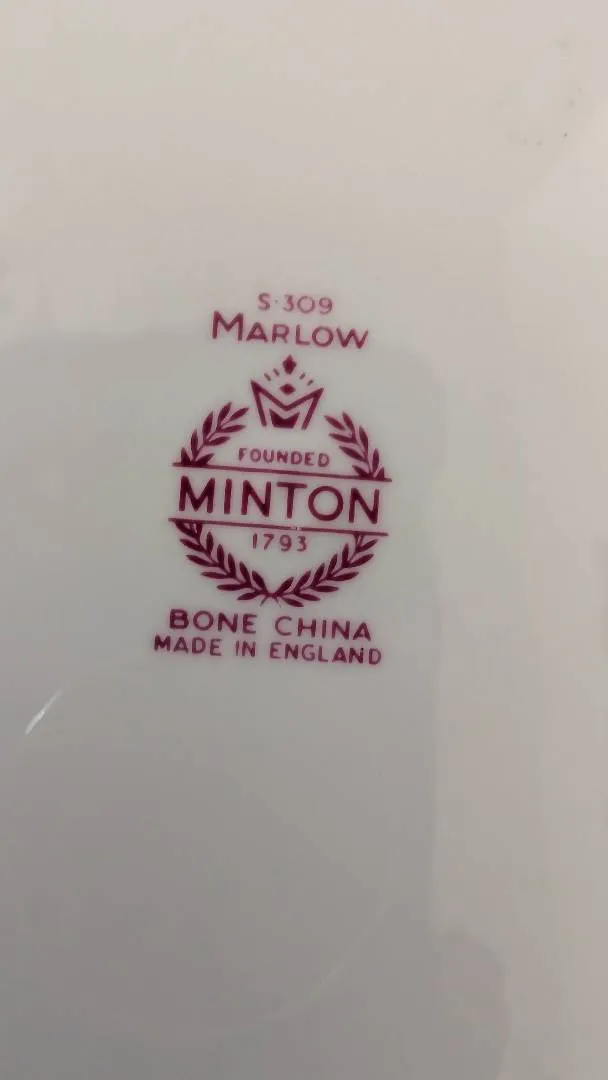 S·309
MARLOW
FOUNDED
MINTON
1793
BONE CHINA
MADE IN ENGLAND